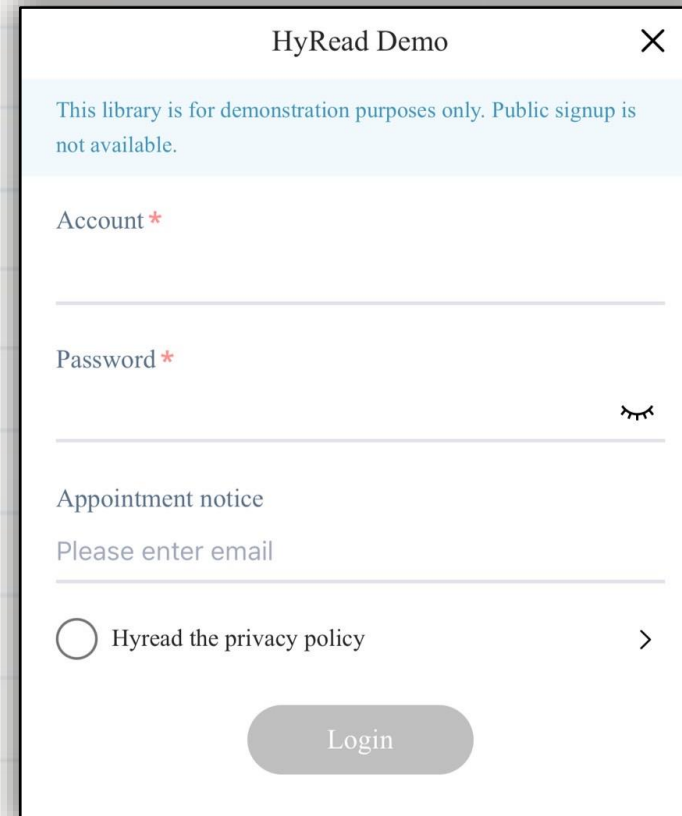 HyRead Demo
This library is for demonstration purposes only. Public signup is
not available.
Account *
Password *
Appointment notice
Please enter email
Hyread the privacy policy
Login